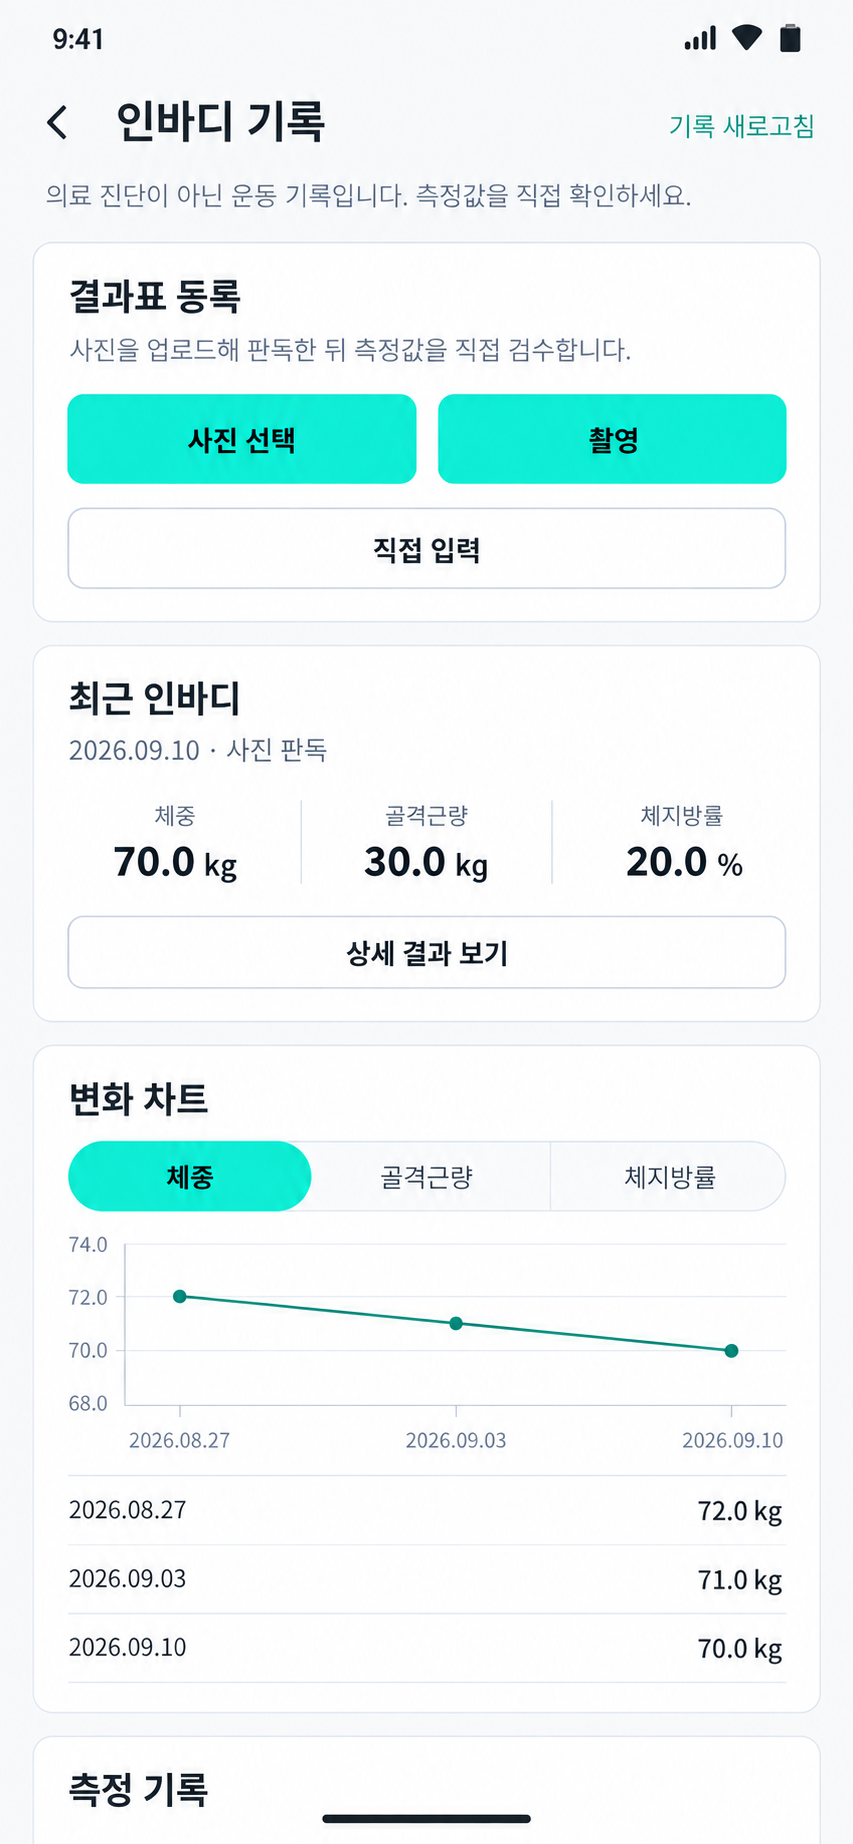 9:41
인바디 기록
기록 새로고침
의료 진단이 아닌 운동 기록입니다. 측정값을 직접 확인하세요.
결과표 등록
사진을 업로드해 판독한 뒤 측정값을 직접 검수합니다.
사진 선택
촬영
직접 입력
최근 인바디
2026.09.10 · 사진 판독
체중
골격근량
체지방률
70.0 kg
30.0 kg
20.0 %
상세 결과 보기
변화 차트
체중
골격근량
체지방률
74.0
72.0
70.0
68.0
2026.08.27
2026.09.03
2026.09.10
2026.08.27 72.0 kg
2026.09.03 71.0 kg
2026.09.10 70.0 kg
측정 기록